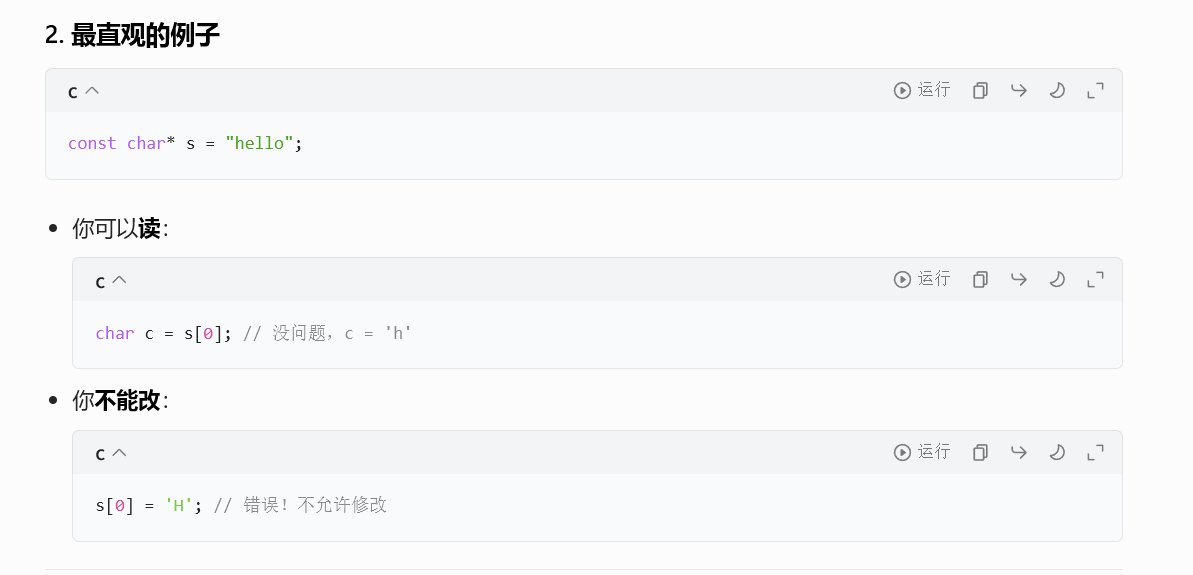 2. 最直观的例子
c 运行
const char* s = "hello";
你可以读：
c 运行
char c = s[0]; // 没问题，c = 'h'
你不能改：
c 运行
s[0] = 'H'; // 错误！不允许修改